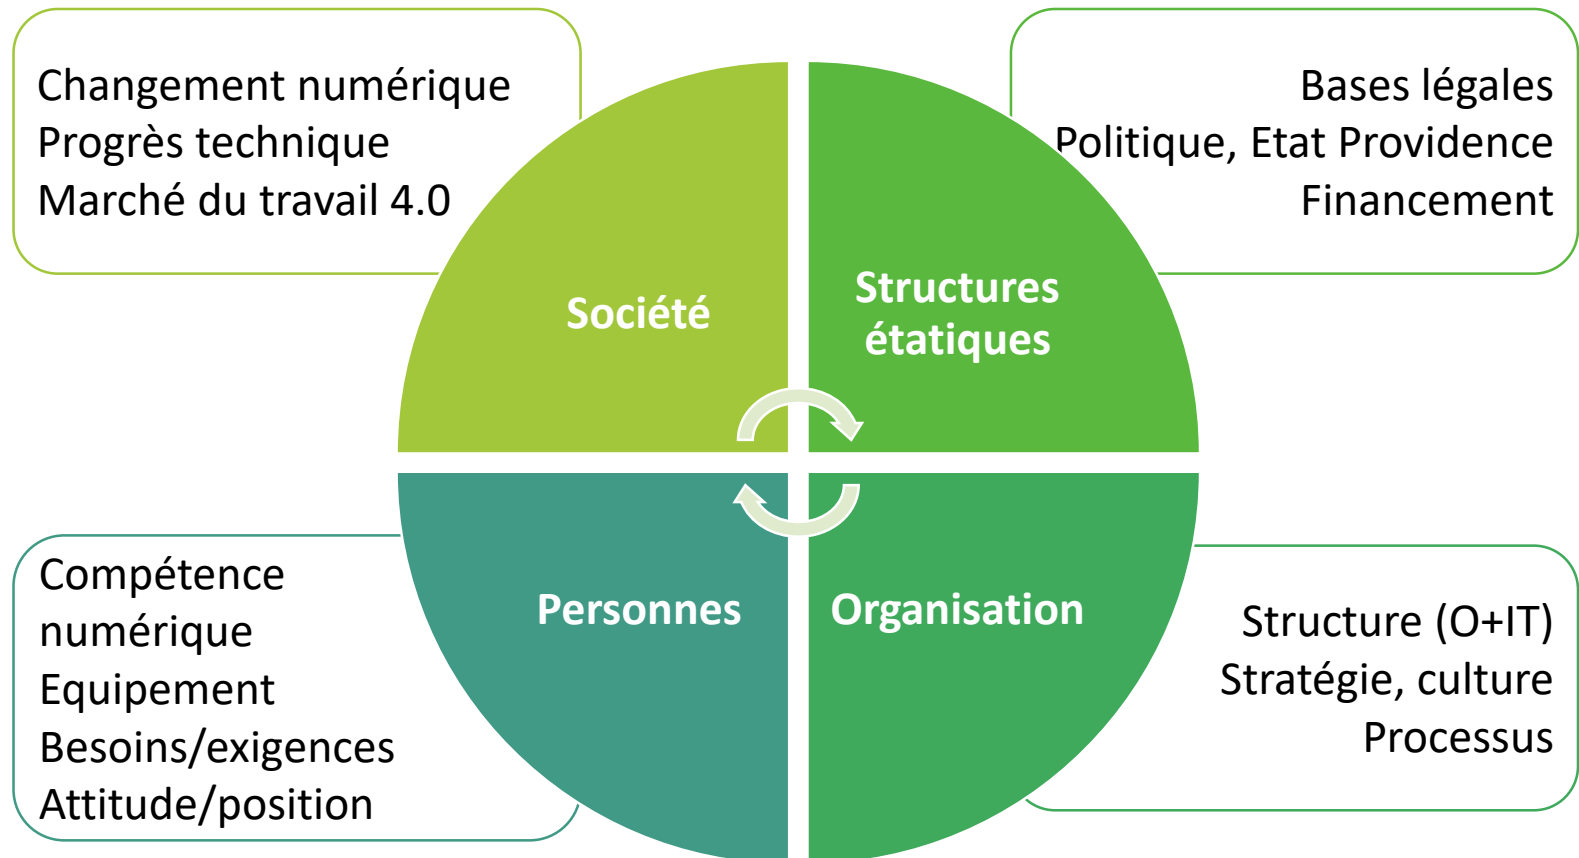 Changement numérique
Progrès technique
Marché du travail 4.0
Bases légales
Politique, Etat Providence
Financement
Société
Structures
étatiques
Personnes
Organisation
Compétence
numérique
Equipement
Besoins/exigences
Attitude/position
Structure (O+IT)
Stratégie, culture
Processus